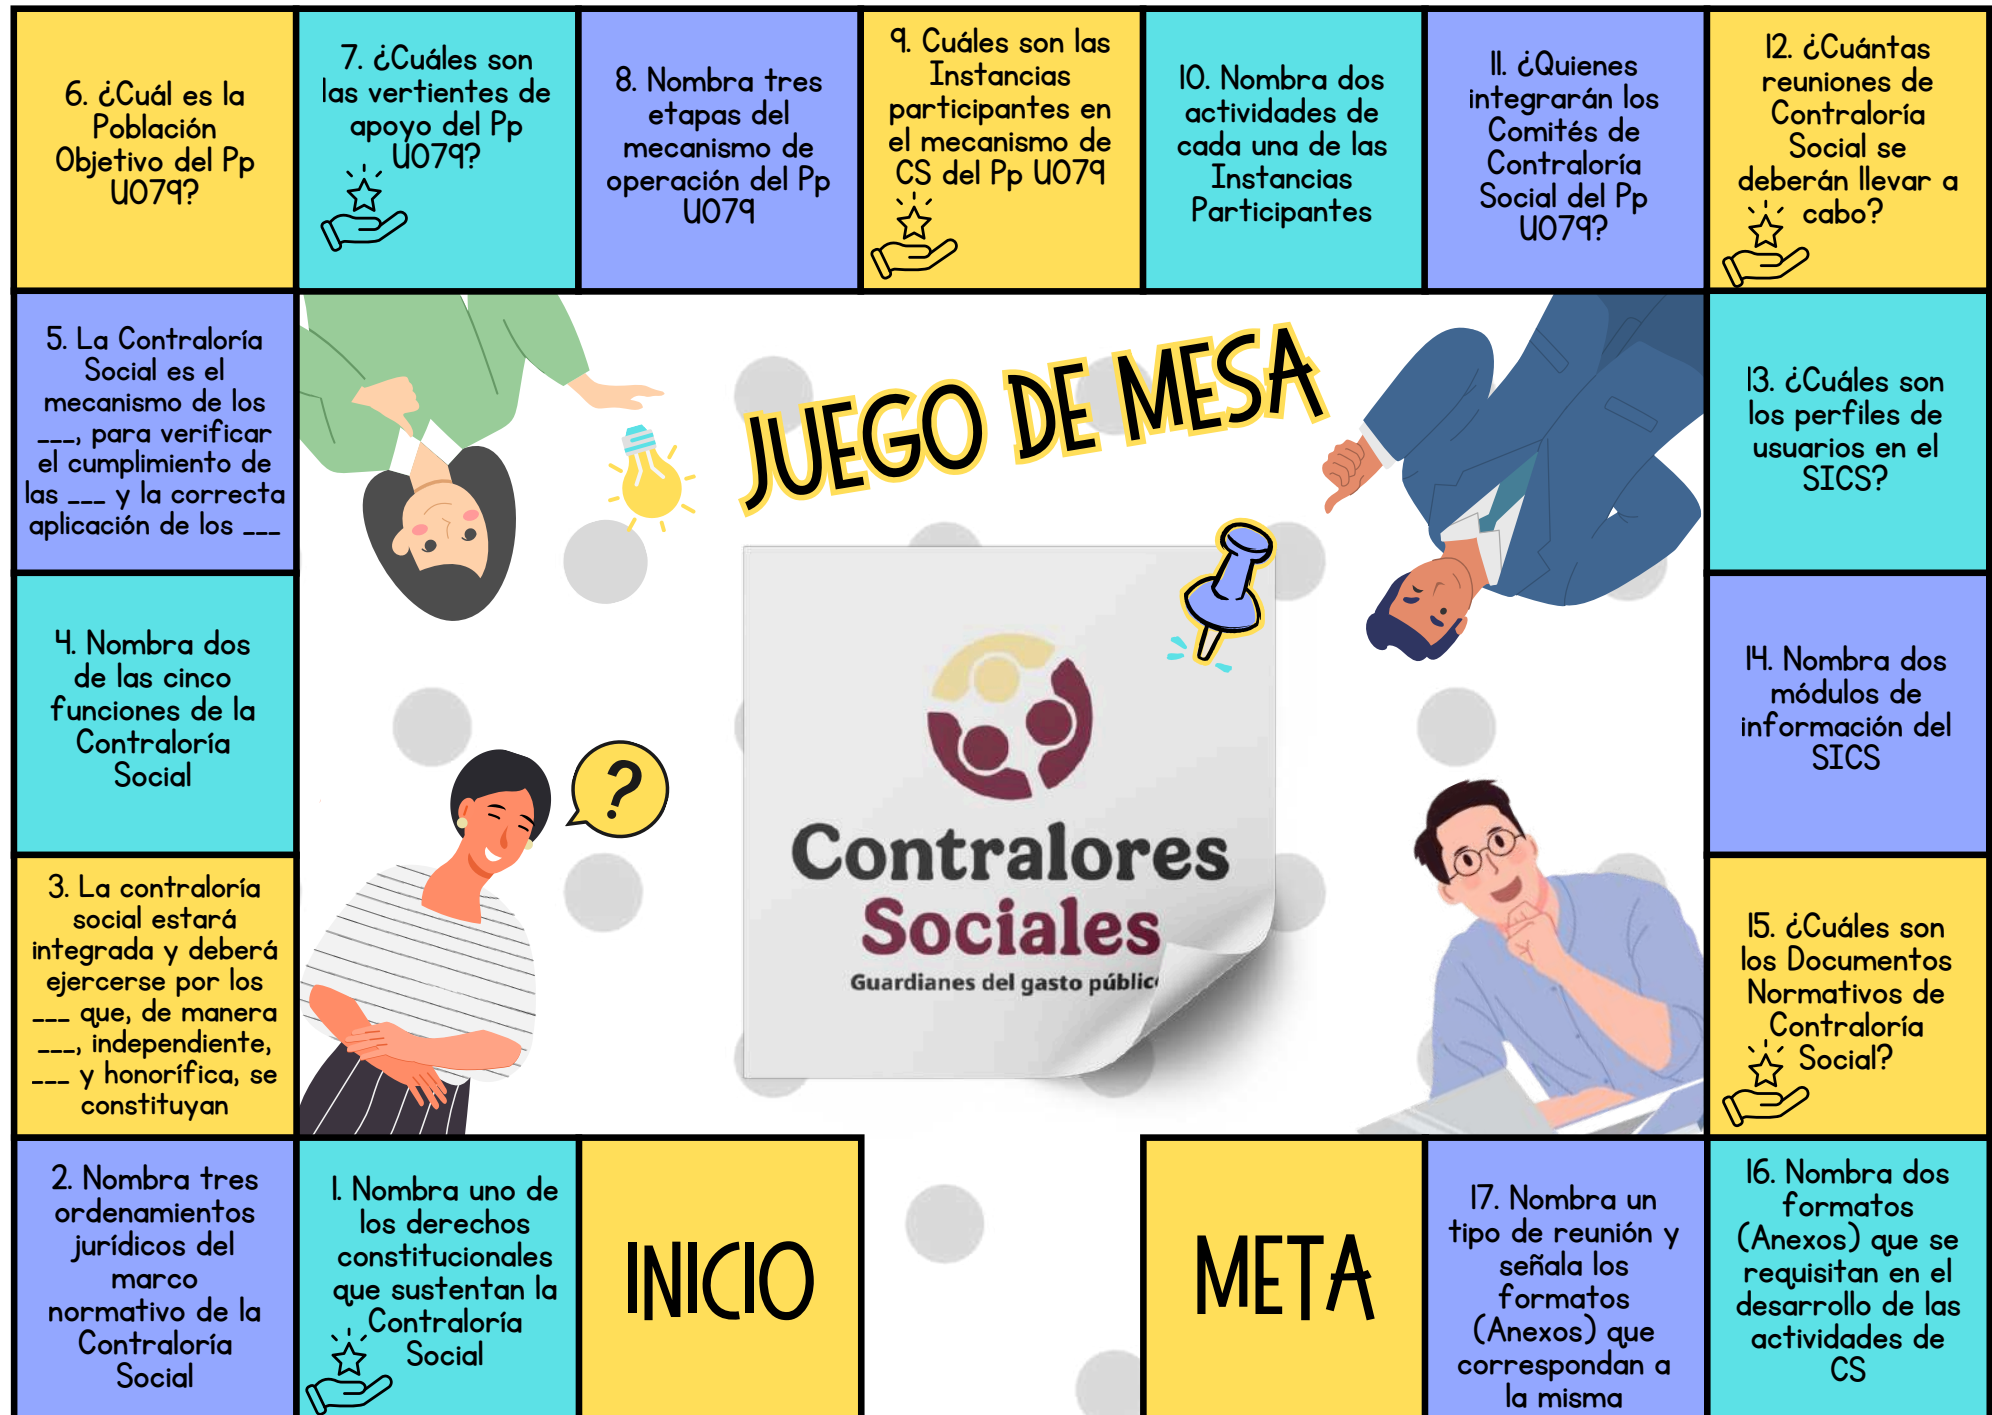 6. ¿Cuál es la
Población
Objetivo del Pp
U079?
7. ¿Cuáles son
las vertientes de
apoyo del Pp
U079?
8. Nombra tres
etapas del
mecanismo de
operación del Pp
U079
9. Cuáles son las
Instancias
participantes en
el mecanismo de
CS del Pp U079
10. Nombra dos
actividades de
cada una de las
Instancias
Participantes
11. ¿Quienes
integrarán los
Comités de
Contraloría
Social del Pp
U079?
12. ¿Cuántas
reuniones de
Contraloría
Social se
deberán llevar a
cabo?
5. La Contraloría
Social es el
mecanismo de los
___, para verificar
el cumplimiento de
las ___ y la correcta
aplicación de los ___
JUEGO DE MESA
13. ¿Cuáles son
los perfiles de
usuarios en el
SICS?
4. Nombra dos
de las cinco
funciones de la
Contraloría
Social
?
Contralores
Sociales
Guardianes del gasto público
14. Nombra dos
módulos de
información del
SICS
3. La contraloría
social estará
integrada y deberá
ejercerse por los
___ que, de manera
___, independiente,
___ y honorífica, se
constituyan
15. ¿Cuáles son
los Documentos
Normativos de
Contraloría
Social?
2. Nombra tres
ordenamientos
jurídicos del
marco
normativo de la
Contraloría
Social
1. Nombra uno de
los derechos
constitucionales
que sustentan la
Contraloría
Social
INICIO
META
17. Nombra un
tipo de reunión y
señala los
formatos
(Anexos) que
correspondan a
la misma
16. Nombra dos
formatos
(Anexos) que se
requisitan en el
desarrollo de las
actividades de
CS